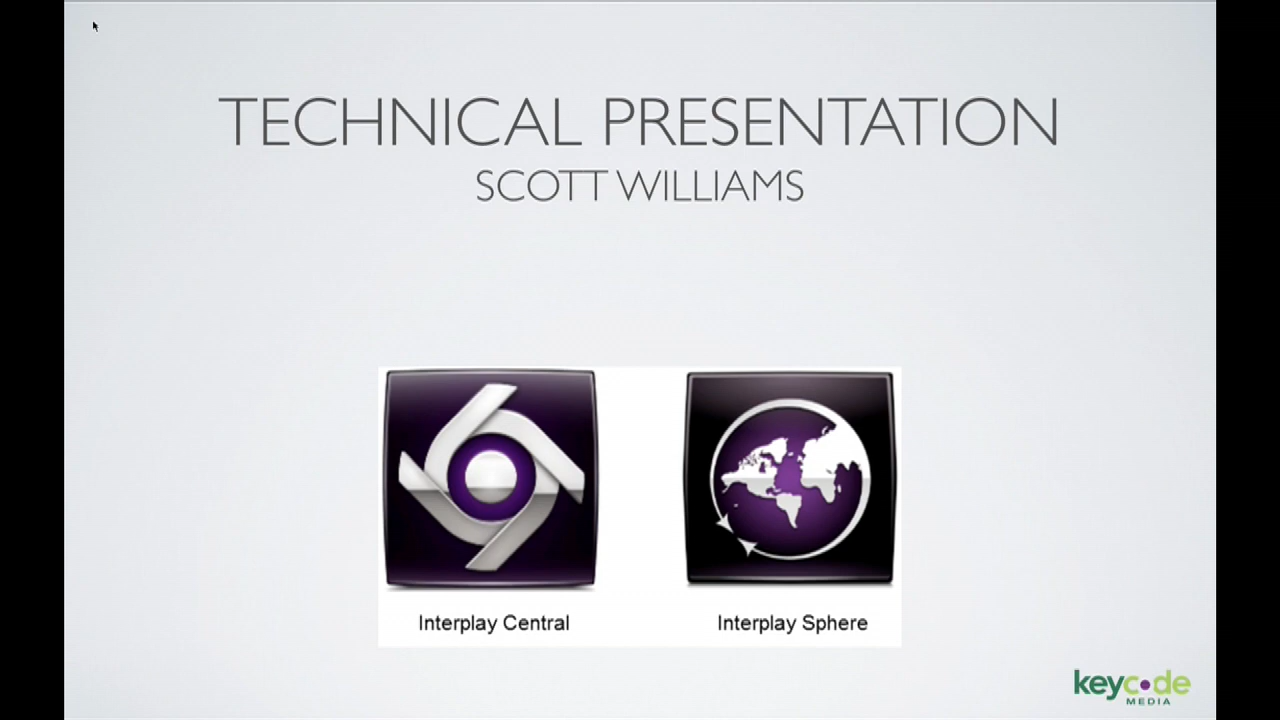 TECHNICAL PRESENTATION
SCOTT WILLIAMS
Interplay Central
Interplay Sphere
keycode
MEDIA